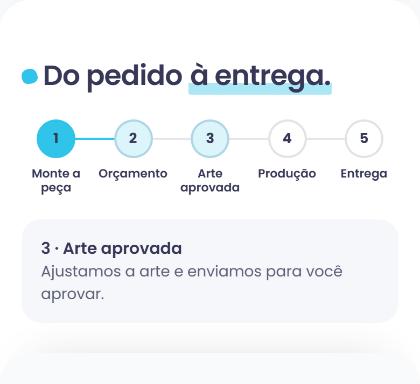 Do pedido à entrega.
1
2
3
4
5
Monte a
peça
Orçamento
Arte
aprovada
Produção
Entrega
3 · Arte aprovada
Ajustamos a arte e enviamos para você
aprovar.